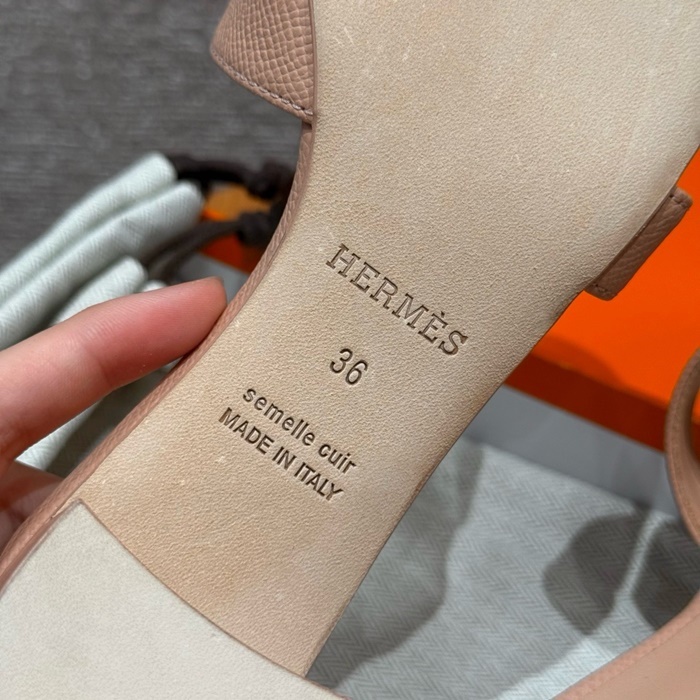 HERMÈS
36
semelle cuir
MADE IN ITALY